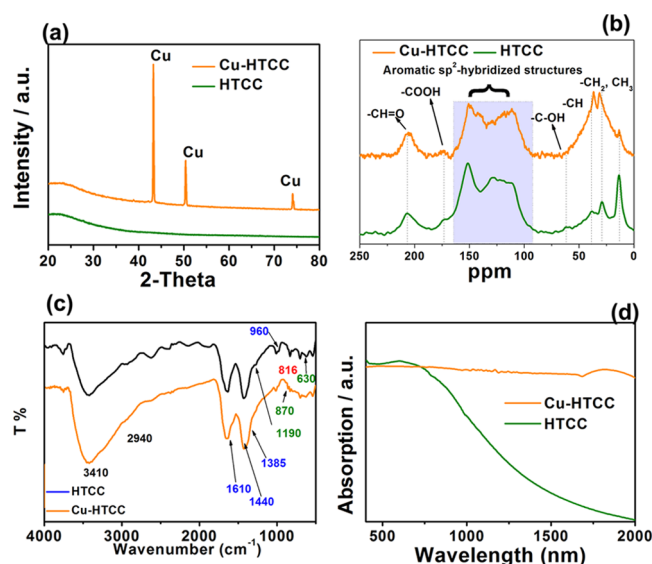 (a)
Cu
Cu-HTCC
HTCC
Cu
Cu
Intensity / a.u.
20 30 40 50 60 70 80
2-Theta
(b)
Cu-HTCC HTCC
Aromatic sp²-hybridized structures
-CH₂, CH₃
-COOH
-CH
-CH=O
-C-OH
250 200 150 100 50 0
ppm
(c)
960
816
630
870
1190
2940
3410
1385
1610
1440
HTCC
Cu-HTCC
T %
4000 3000 2000 1000
Wavenumber (cm⁻¹)
(d)
Cu-HTCC
HTCC
Absorption / a.u.
500 1000 1500 2000
Wavelength (nm)